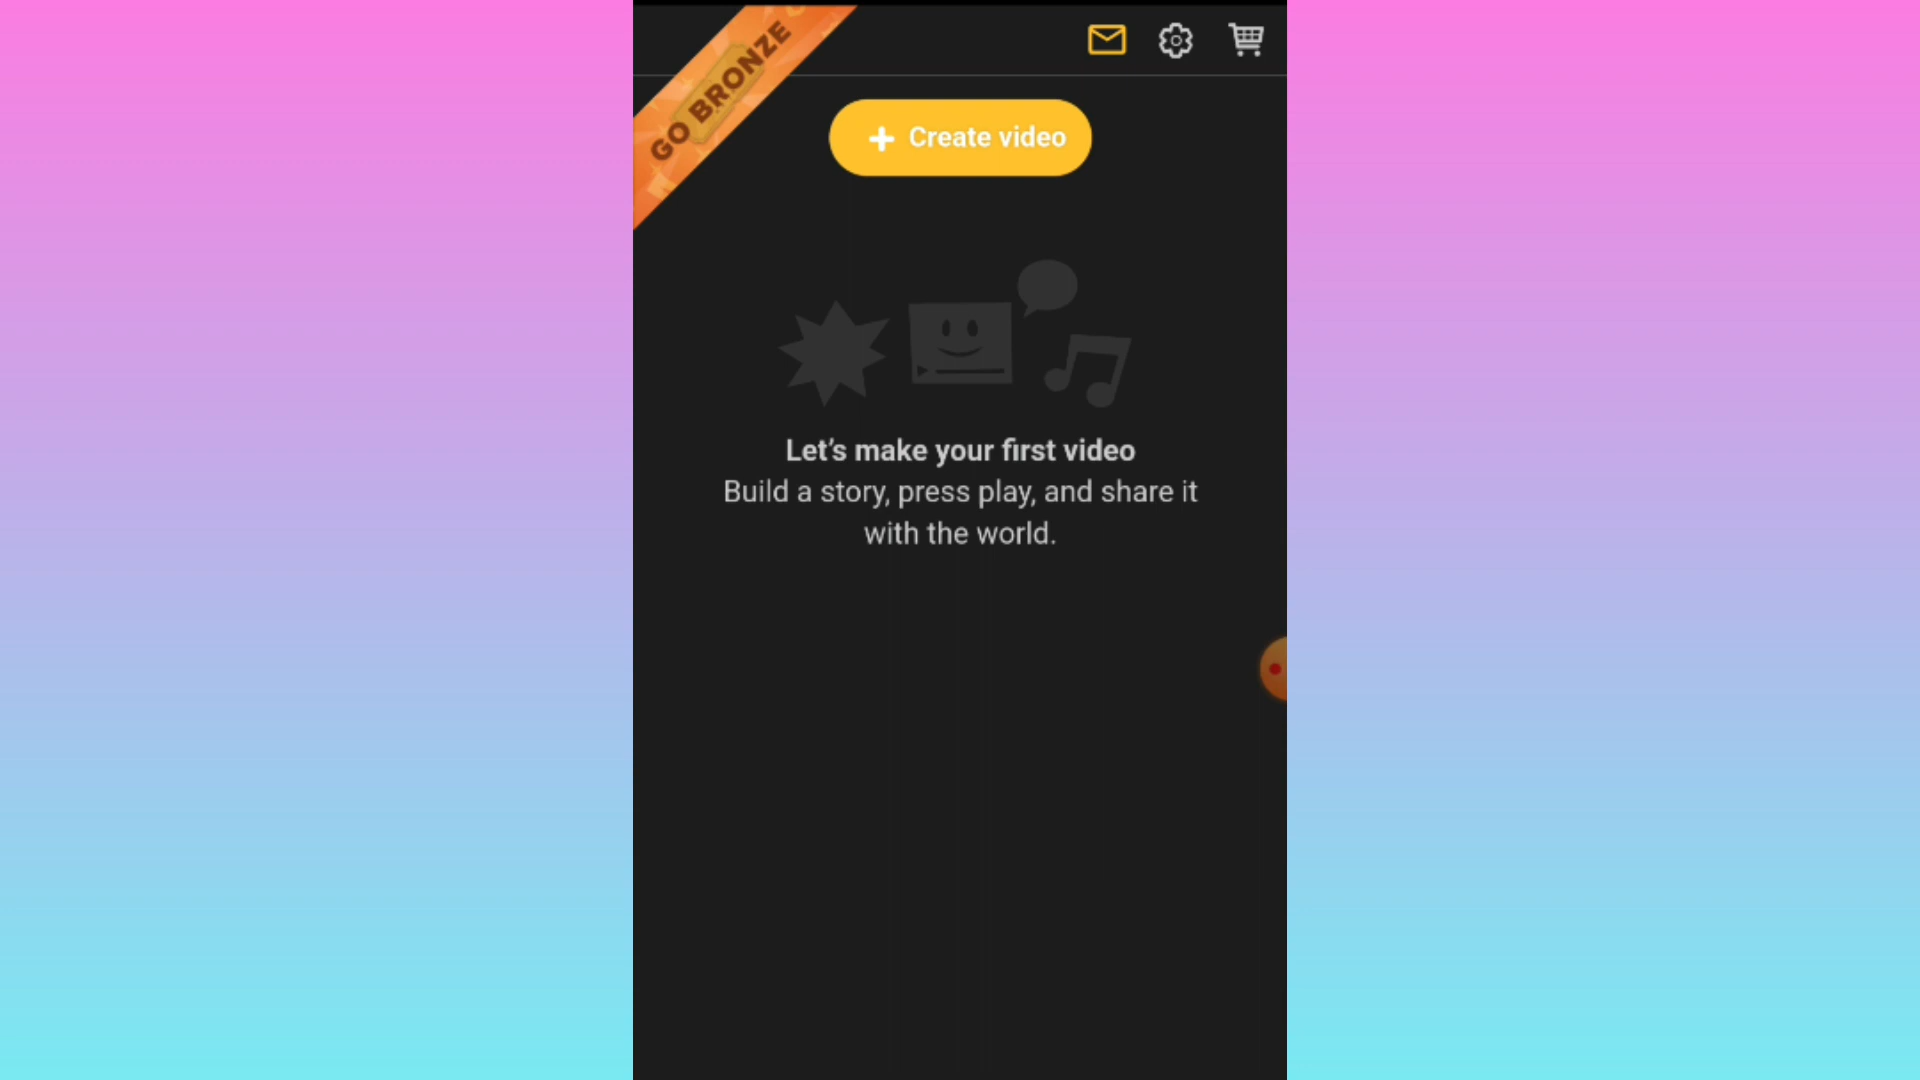 GO BRONZE
Create video
Let’s make your first video
Build a story, press play, and share it
with the world.